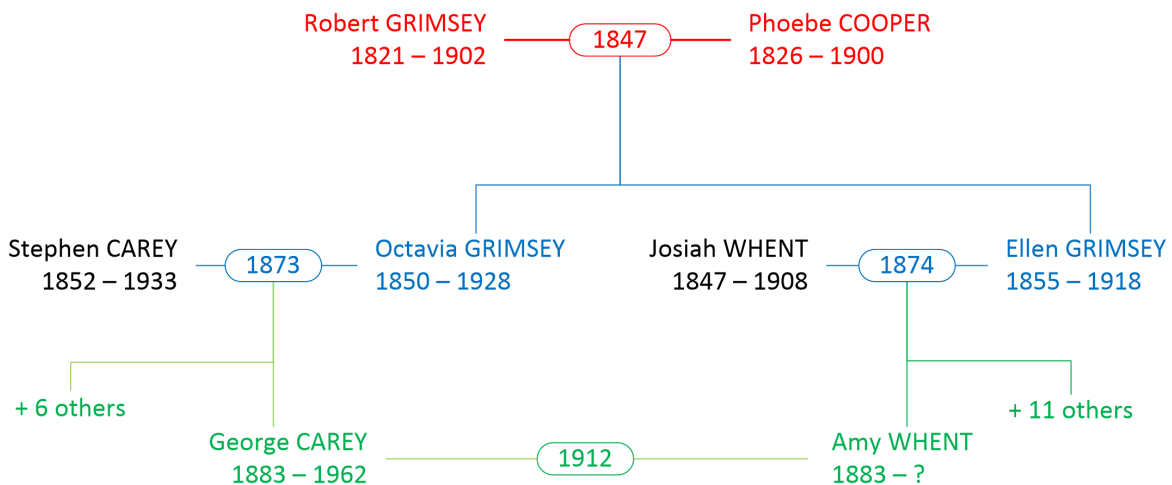 Robert GRIMSEY
1821 – 1902
1847
Phoebe COOPER
1826 – 1900
Stephen CAREY
1852 – 1933
1873
Octavia GRIMSEY
1850 – 1928
Josiah WHENT
1847 – 1908
1874
Ellen GRIMSEY
1855 – 1918
+ 6 others
+ 11 others
George CAREY
1883 – 1962
1912
Amy WHENT
1883 – ?